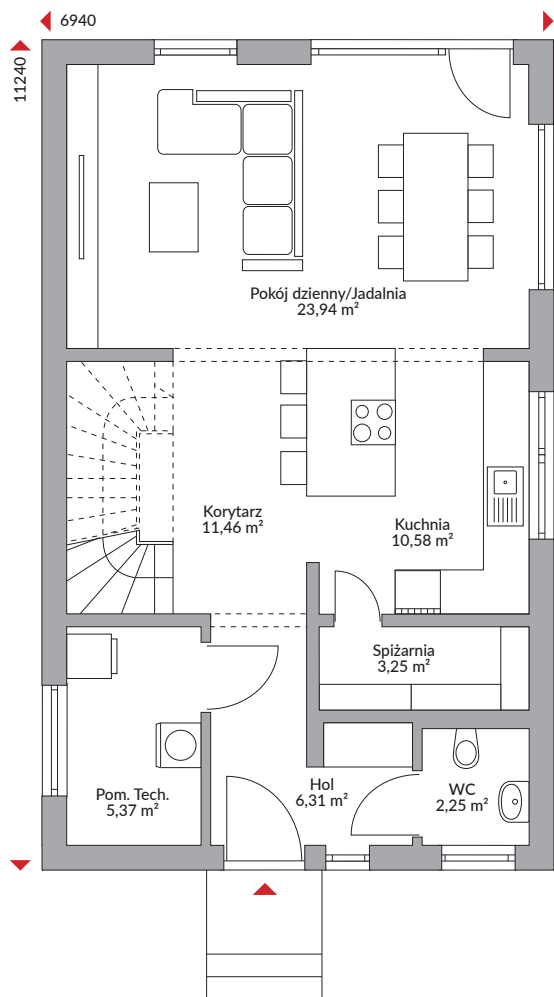 6940
11240
Pokój dzienny/Jadalnia
23,94 m²
Korytarz
11,46 m²
Kuchnia
10,58 m²
Spiżarnia
3,25 m²
Pom. Tech.
5,37 m²
Hol
6,31 m²
WC
2,25 m²